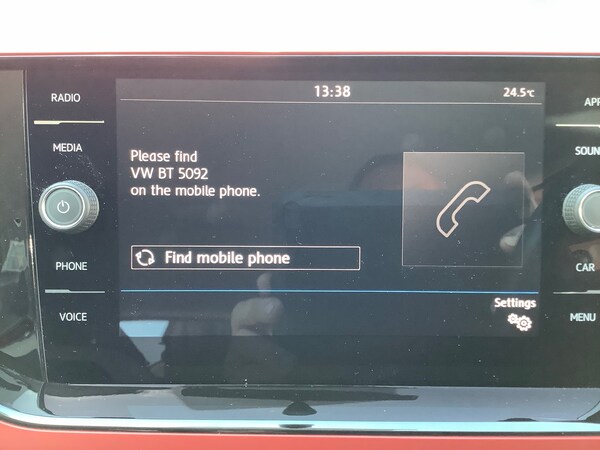 13:38
24.5°C
RADIO
MEDIA
PHONE
VOICE
Please find
VW BT 5092
on the mobile phone.
Find mobile phone
Settings
APP
SOUN
CAR
MENU